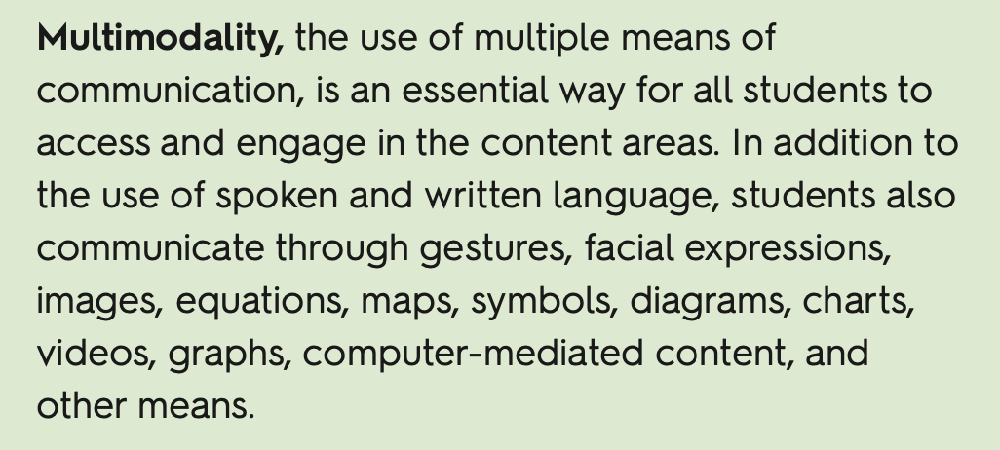 Multimodality, the use of multiple means of
communication, is an essential way for all students to
access and engage in the content areas. In addition to
the use of spoken and written language, students also
communicate through gestures, facial expressions,
images, equations, maps, symbols, diagrams, charts,
videos, graphs, computer-mediated content, and
other means.